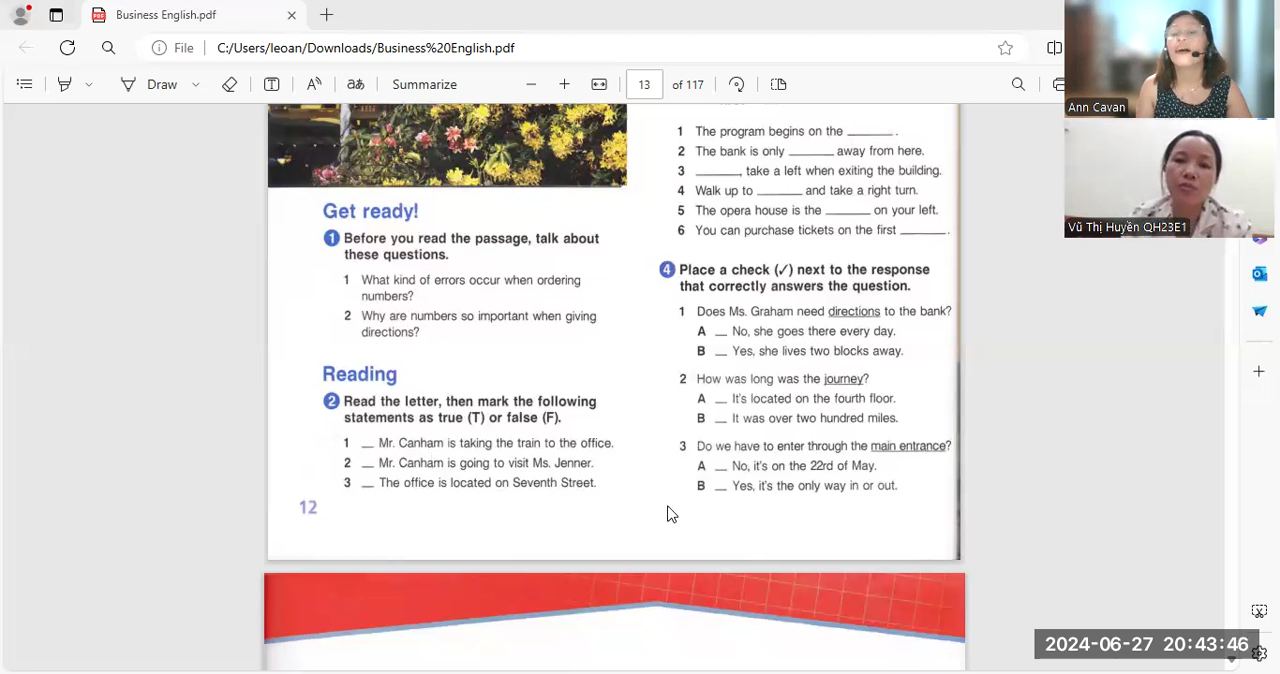 Business English.pdf
File
C:/Users/leoan/Downloads/Business%20English.pdf
Draw
Summarize
13 of 117
Get ready!
1 Before you read the passage, talk about
these questions.
1 What kind of errors occur when ordering
numbers?
2 Why are numbers so important when giving
directions?
Reading
2 Read the letter, then mark the following
statements as true (T) or false (F).
1 __ Mr. Canham is taking the train to the office.
2 __ Mr. Canham is going to visit Ms. Jenner.
3 __ The office is located on Seventh Street.
12
1 The program begins on the ______ .
2 The bank is only ______ away from here.
3 ______, take a left when exiting the building.
4 Walk up to ______ and take a right turn.
5 The opera house is the ______ on your left.
6 You can purchase tickets on the first ______.
4 Place a check (✓) next to the response
that correctly answers the question.
1 Does Ms. Graham need directions to the bank?
A __ No, she goes there every day.
B __ Yes, she lives two blocks away.
2 How was long was the journey?
A __ It's located on the fourth floor.
B __ It was over two hundred miles.
3 Do we have to enter through the main entrance?
A __ No, it's on the 22rd of May.
B __ Yes, it's the only way in or out.
Ann Cavan
Vũ Thị Huyền QH23E1
2024-06-27 20:43:46